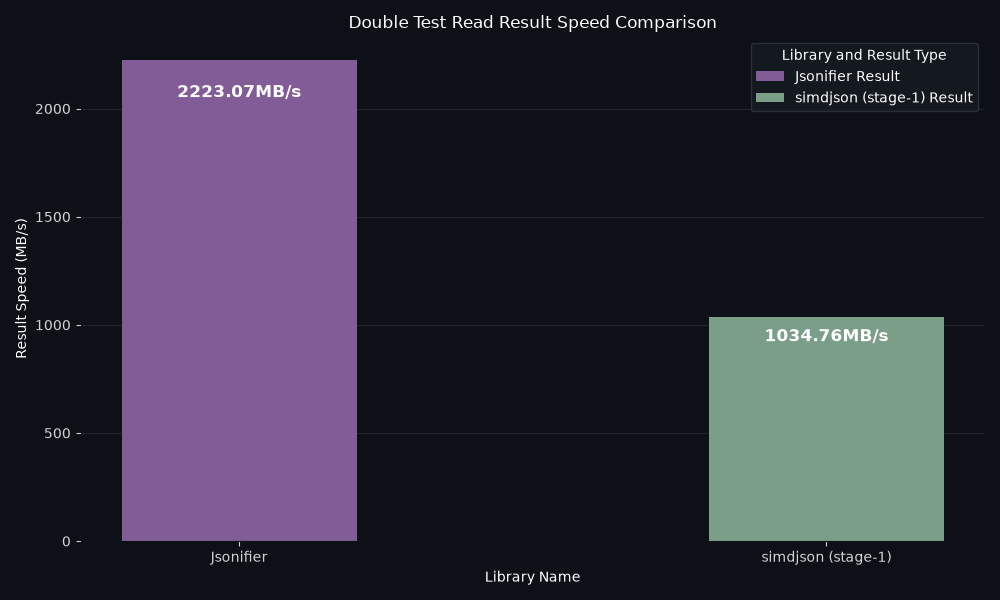 Double Test Read Result Speed Comparison
Library and Result Type
Jsonifier Result
simdjson (stage-1) Result
2223.07MB/s
1034.76MB/s
Result Speed (MB/s)
2000
1500
1000
500
0
Jsonifier
simdjson (stage-1)
Library Name